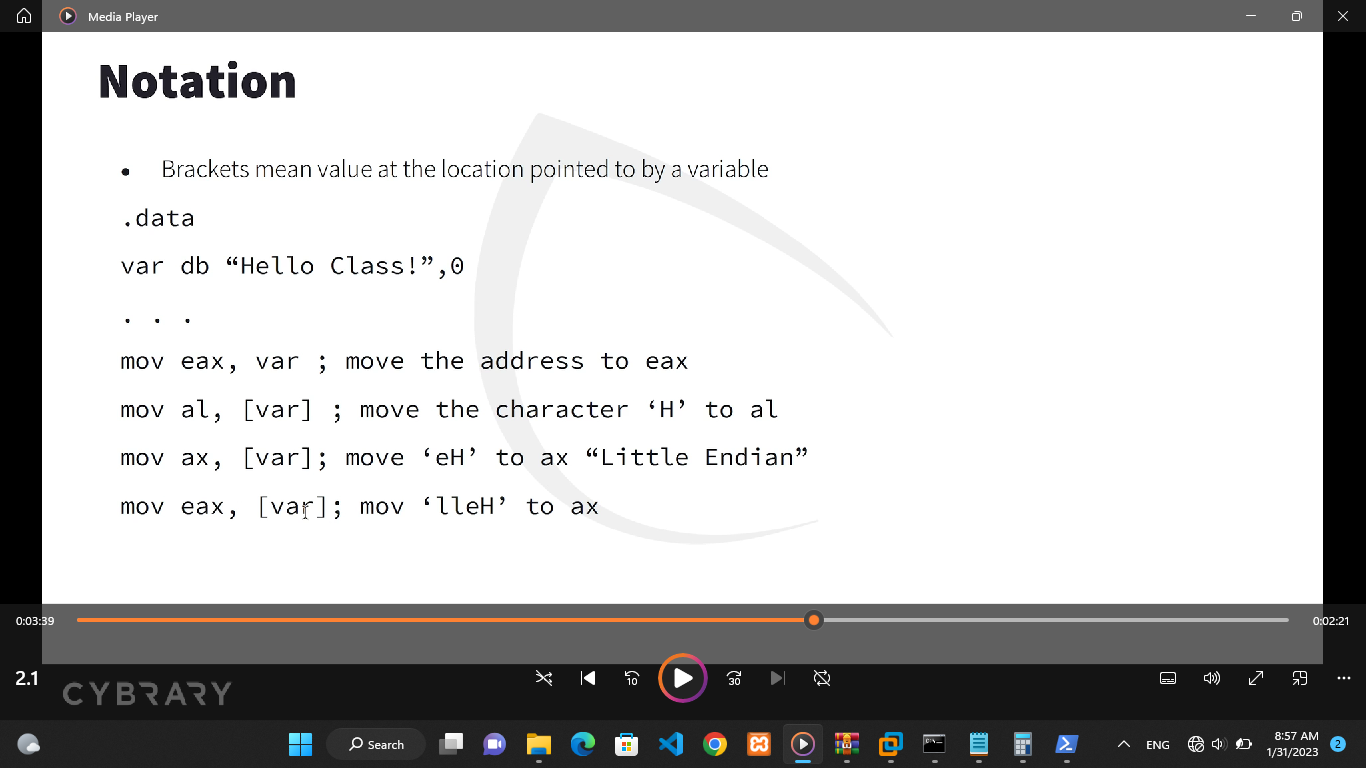 Media Player
Notation
• Brackets mean value at the location pointed to by a variable
.data
var db “Hello Class!”,0
. . .
mov eax, var ; move the address to eax
mov al, [var] ; move the character ‘H’ to al
mov ax, [var]; move ‘eH’ to ax “Little Endian”
mov eax, [var]; mov ‘lleH’ to ax
0:03:39
0:02:21
2.1
CYBRARY
10
30
Search
ENG
8:57 AM
1/31/2023
2